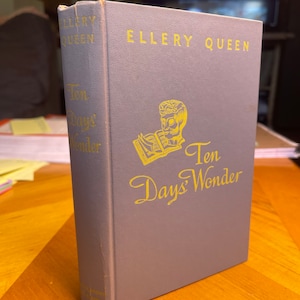 ELLERY
QUEEN
Ten
Days'
Wonder
ELLERY QUEEN
Ten
Days' Wonder